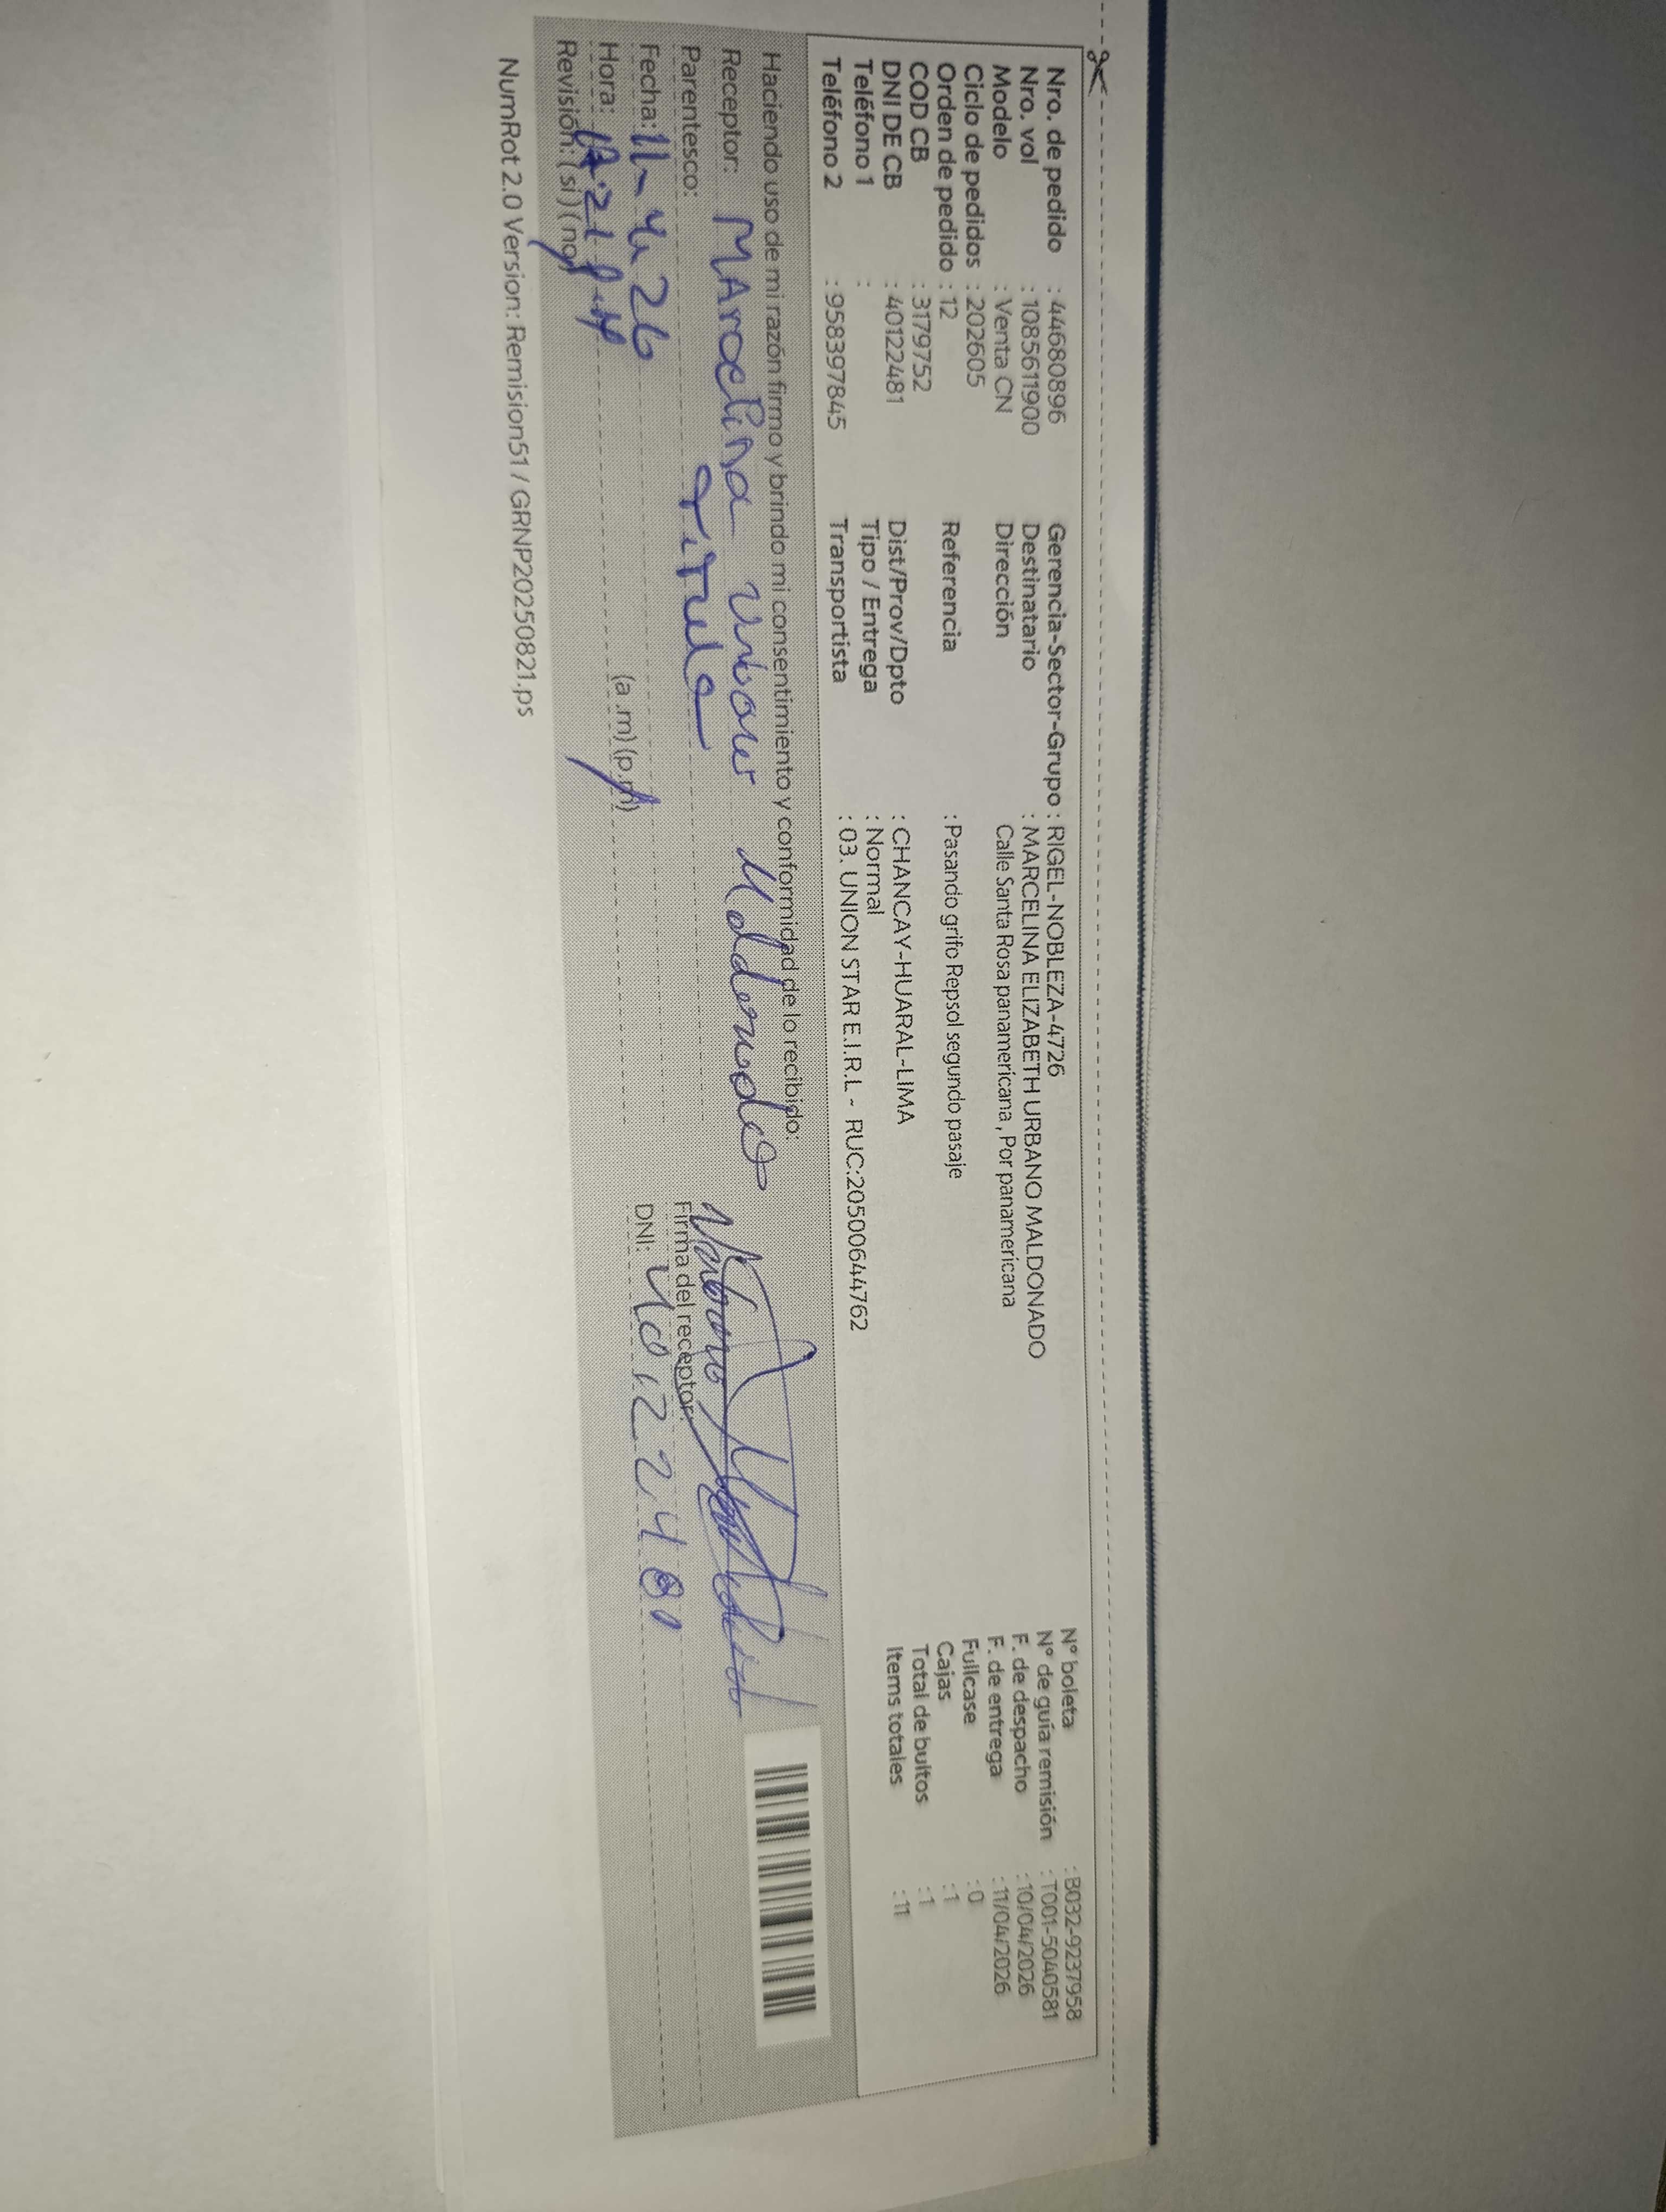 Nro. de pedido : 44680896
Nro. vol : 1085611900
Modelo : Venta CN
Ciclo de pedidos : 202605
Orden de pedido : 12
COD CB : 3179752
DNI DE CB : 40122481
Teléfono 1 :
Teléfono 2 : 958397845
Gerencia-Sector-Grupo : RIGEL-NOBLEZA-4726
Destinatario : MARCELINA ELIZABETH URBANO MALDONADO
Dirección Calle Santa Rosa panamericana , Por panamericana
Referencia : Pasando grifo Repsol segundo pasaje
Dist/Prov/Dpto : CHANCAY-HUARAL-LIMA
Tipo / Entrega : Normal
Transportista : 03. UNION STAR E.I.R.L - RUC:20500644762
N° boleta : B032-9237958
N° de guía remisión : T001-5040581
F. de despacho : 10/04/2026
F. de entrega : 11/04/2026
Fullcase : 0
Cajas : 1
Total de bultos : 1
Items totales : 11
Haciendo uso de mi razón firmo y brindo mi consentimiento y conformidad de lo recibido:
Receptor: MArcelina Urbano Maldonado
Parentesco:
Fecha: 11-4-26
Hora: (a.m) (p.m)
Revisión: (si) (no)
Firma del receptor:
DNI: 40122481
NumRot 2.0 Version: Remision51 / GRNP20250821.ps